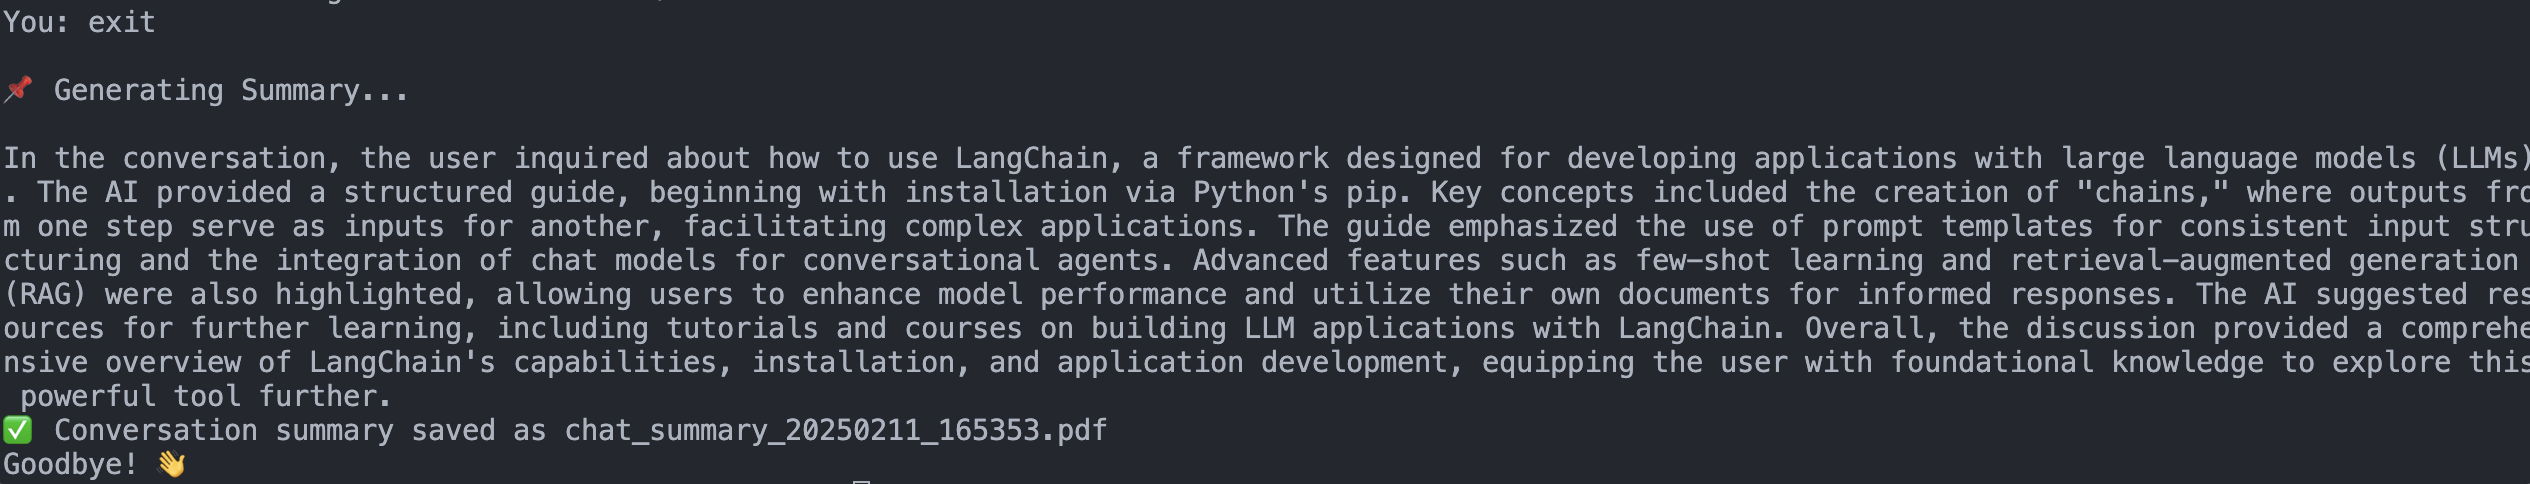 You: exit
📌 Generating Summary...
In the conversation, the user inquired about how to use LangChain, a framework designed for developing applications with large language models (LLMs)
. The AI provided a structured guide, beginning with installation via Python's pip. Key concepts included the creation of "chains," where outputs fro
m one step serve as inputs for another, facilitating complex applications. The guide emphasized the use of prompt templates for consistent input stru
cturing and the integration of chat models for conversational agents. Advanced features such as few-shot learning and retrieval-augmented generation
(RAG) were also highlighted, allowing users to enhance model performance and utilize their own documents for informed responses. The AI suggested res
ources for further learning, including tutorials and courses on building LLM applications with LangChain. Overall, the discussion provided a comprehe
nsive overview of LangChain's capabilities, installation, and application development, equipping the user with foundational knowledge to explore this
powerful tool further.
✅ Conversation summary saved as chat_summary_20250211_165353.pdf
Goodbye! 👋